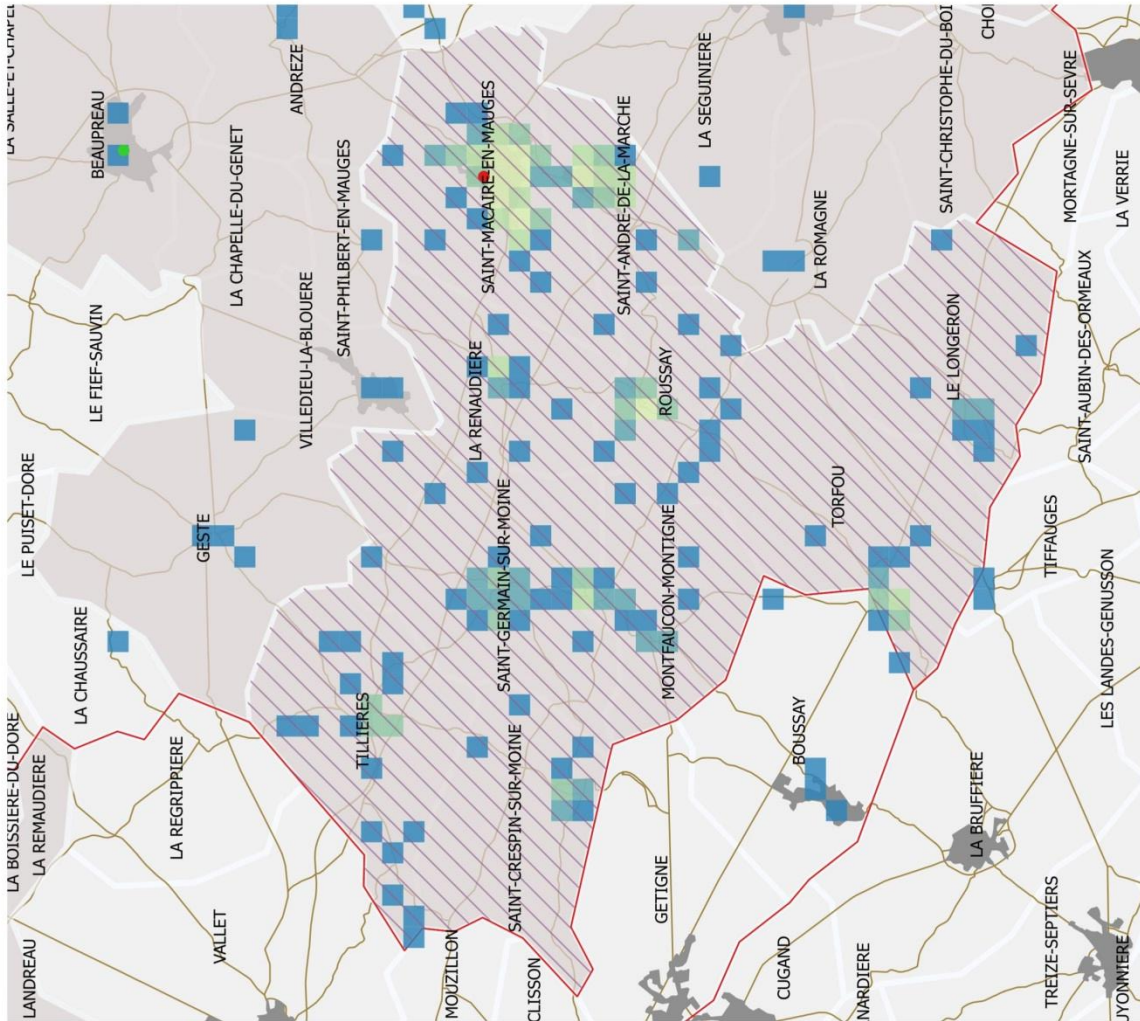 LA SALLE-ET-CHAPEL
LA BOISSIERE-DU-DORE
LE PUISET-DORE
LANDREAU
LA REMAUDIERE
LA CHAUSSAIRE
LE FIEF-SAUVIN
BEAUPREAU
LA REGRIPPIERE
GESTE
VALLET
LA CHAPELLE-DU-GENET
ANDREZE
VILLEDIEU-LA-BLOUERE
SAINT-PHILBERT-EN-MAUGES
TILLIERES
MOUZILLON
LA RENAUDIERE
SAINT-MACAIRE-EN-MAUGES
SAINT-GERMAIN-SUR-MOINE
SAINT-CRESPIN-SUR-MOINE
CLISSON
SAINT-ANDRE-DE-LA-MARCHE
GETIGNE
ROUSSAY
MONTFAUCON-MONTIGNE
LA SEGUINIERE
CUGAND
BOUSSAY
LA ROMAGNE
TORFOU
NARDIERE
SAINT-CHRISTOPHE-DU-BOI
LE LONGERON
LA BRUFFIERE
CHO
TREIZE-SEPTIERS
TIFFAUGES
MORTAGNE-SUR-SEVRE
SAINT-AUBIN-DES-ORMEAUX
LES LANDES-GENUSSON
UYONNIERE
LA VERRIE